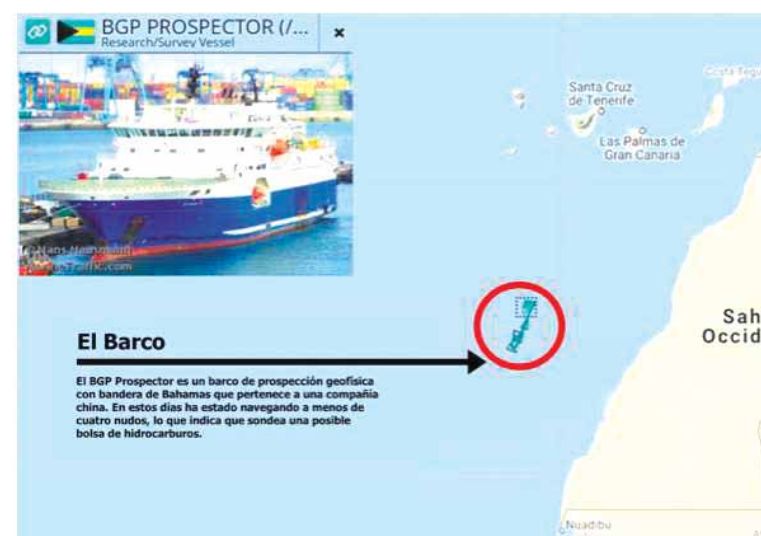 BGP PROSPECTOR (/...
Research/Survey Vessel
Santa Cruz
de Tenerife
Las Palmas de
Gran Canaria
Sah
Occid
El Barco
El BGP Prospector es un barco de prospección geofísica
con bandera de Bahamas que pertenece a una compañía
china. En estos días ha estado navegando a menos de
cuatro nudos, lo que indica que sondea una posible
bolsa de hidrocarburos.
Nuadibu